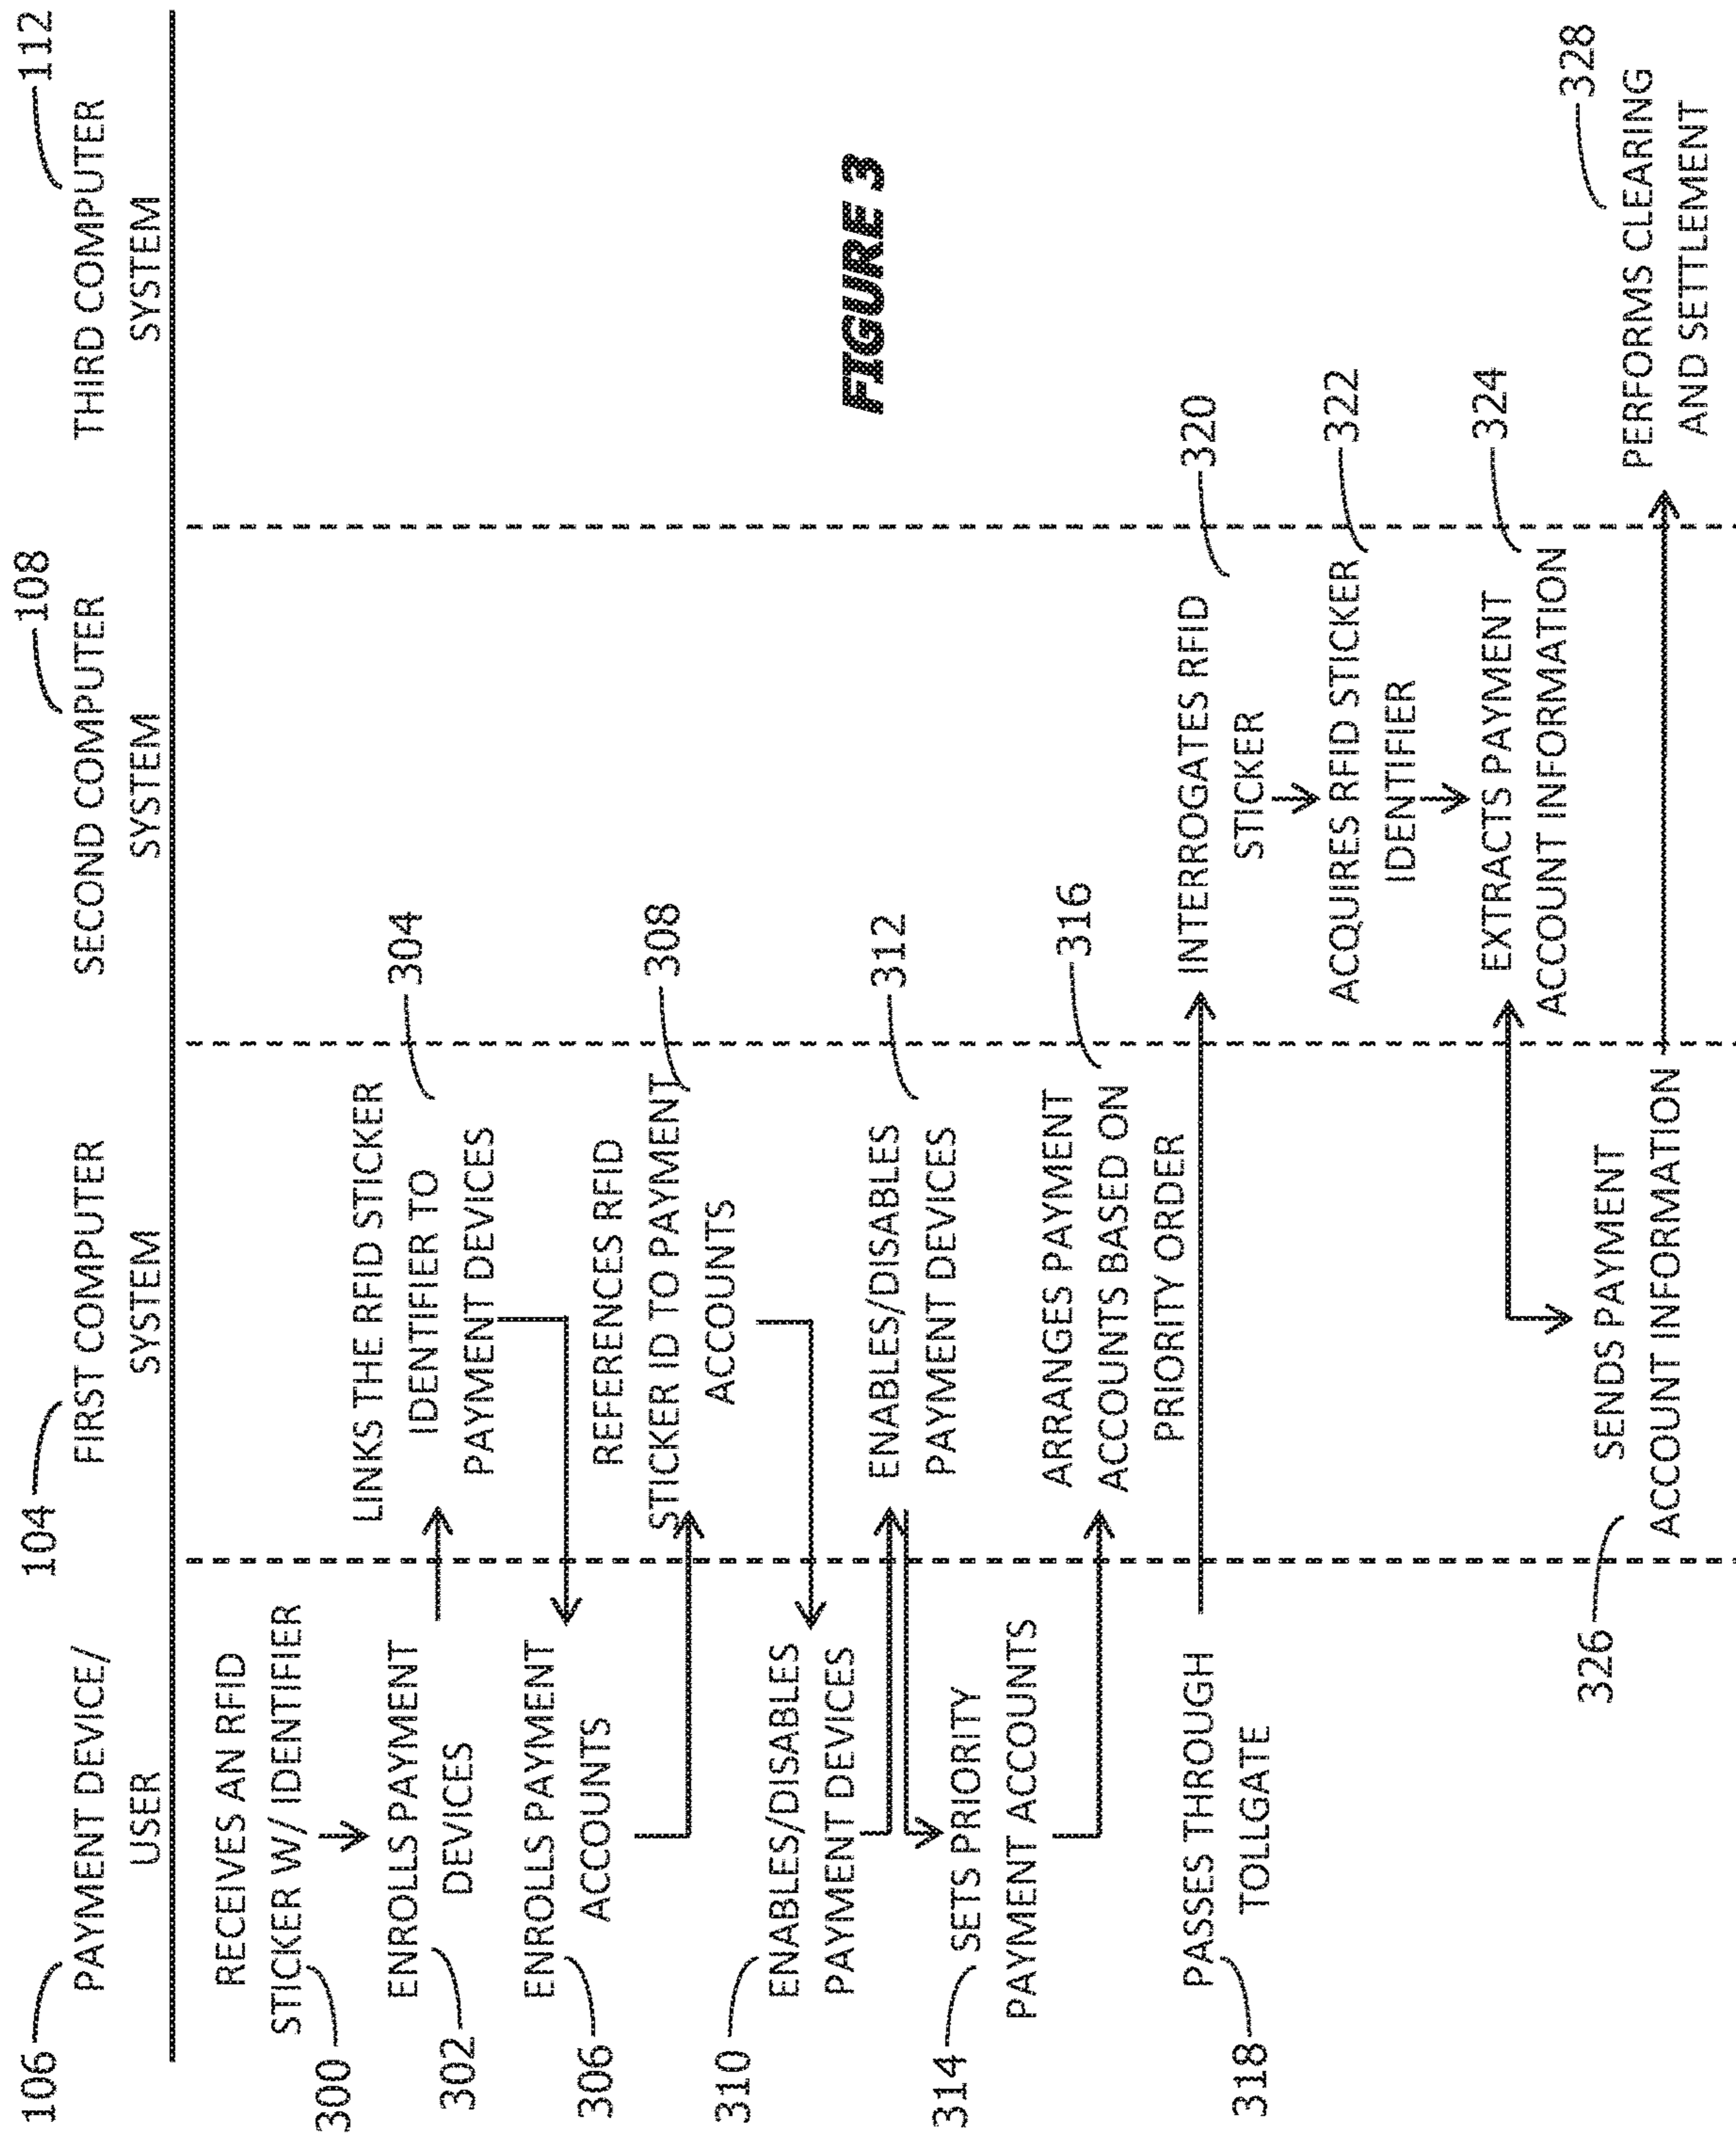 106
PAYMENT DEVICE/
USER
104
FIRST COMPUTER
SYSTEM
108
SECOND COMPUTER
SYSTEM
112
THIRD COMPUTER
SYSTEM
RECEIVES AN RFID
STICKER W/ IDENTIFIER
300
ENROLLS PAYMENT
DEVICES
302
LINKS THE RFID STICKER
IDENTIFIER TO
PAYMENT DEVICES
304
ENROLLS PAYMENT
ACCOUNTS
306
REFERENCES RFID
STICKER ID TO PAYMENT
ACCOUNTS
308
ENABLES/DISABLES
PAYMENT DEVICES
310
ENABLES/DISABLES
PAYMENT DEVICES
312
SETS PRIORITY
PAYMENT ACCOUNTS
314
ARRANGES PAYMENT
ACCOUNTS BASED ON
PRIORITY ORDER
316
PASSES THROUGH
TOLLGATE
318
INTERROGATES RFID
STICKER
320
ACQUIRES RFID STICKER
IDENTIFIER
322
EXTRACTS PAYMENT
ACCOUNT INFORMATION
324
326
SENDS PAYMENT
ACCOUNT INFORMATION
328
PERFORMS CLEARING
AND SETTLEMENT
FIGURE 3